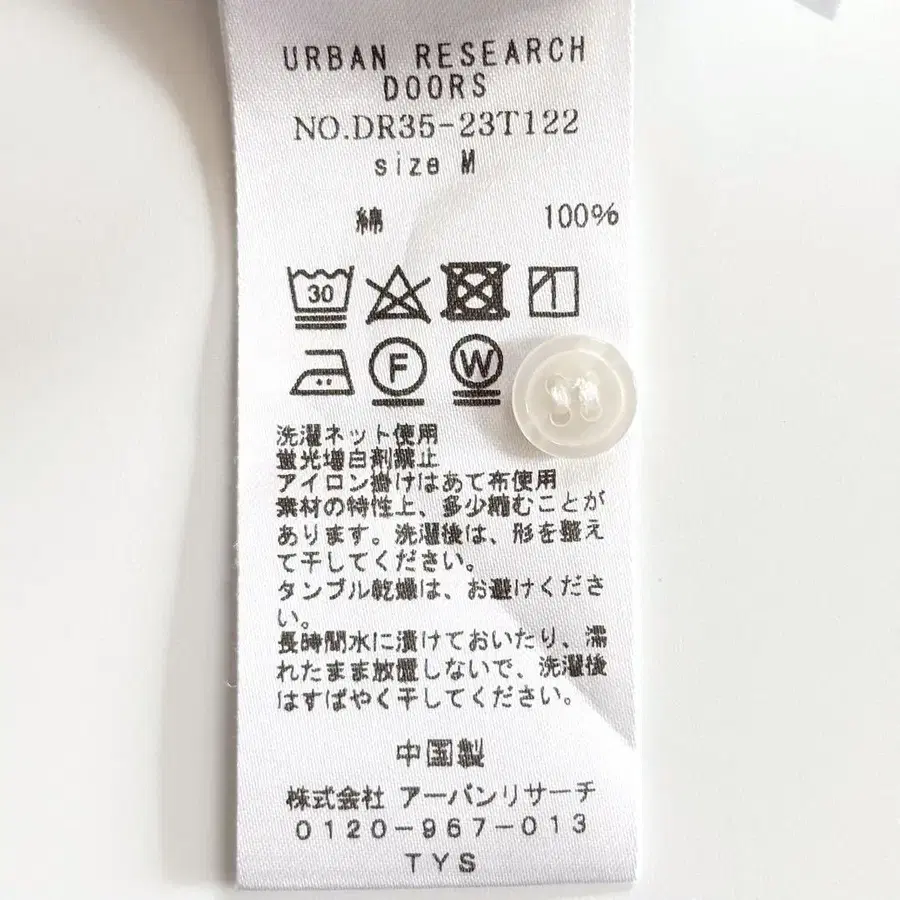 URBAN RESEARCH
DOORS
NO.DR35-23T122
size M
綿 100%
30
F W
洗濯ネット使用
蛍光増白剤禁止
アイロン掛けはあて布使用
素材の特性上、多少縮むことが
あります。洗濯後は、形を整え
て干してください。
タンブル乾燥は、お避けくださ
い。
長時間水に漬けておいたり、濡
れたまま放置しないで、洗濯後
はすばやく干してください。
中国製
株式会社 アーバンリサーチ
0120-967-013
TYS